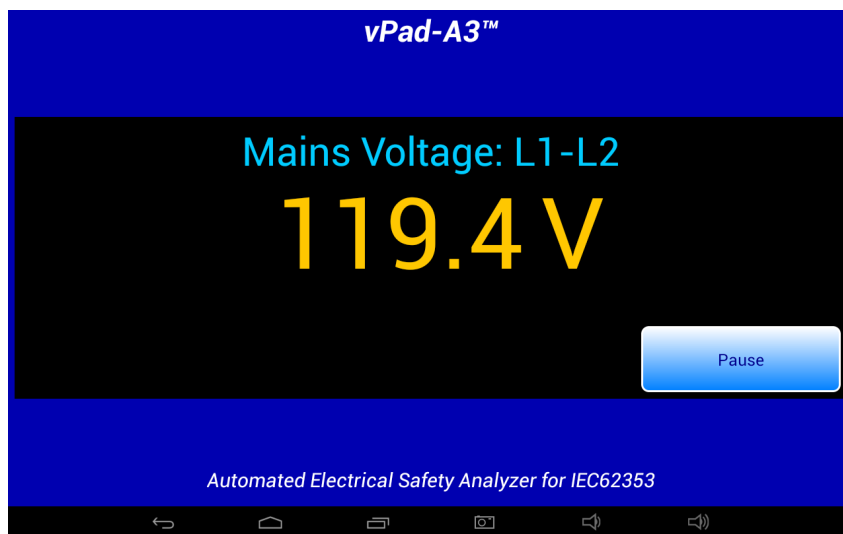 vPad-A3™
Mains Voltage: L1-L2
119.4 V
Pause
Automated Electrical Safety Analyzer for IEC62353